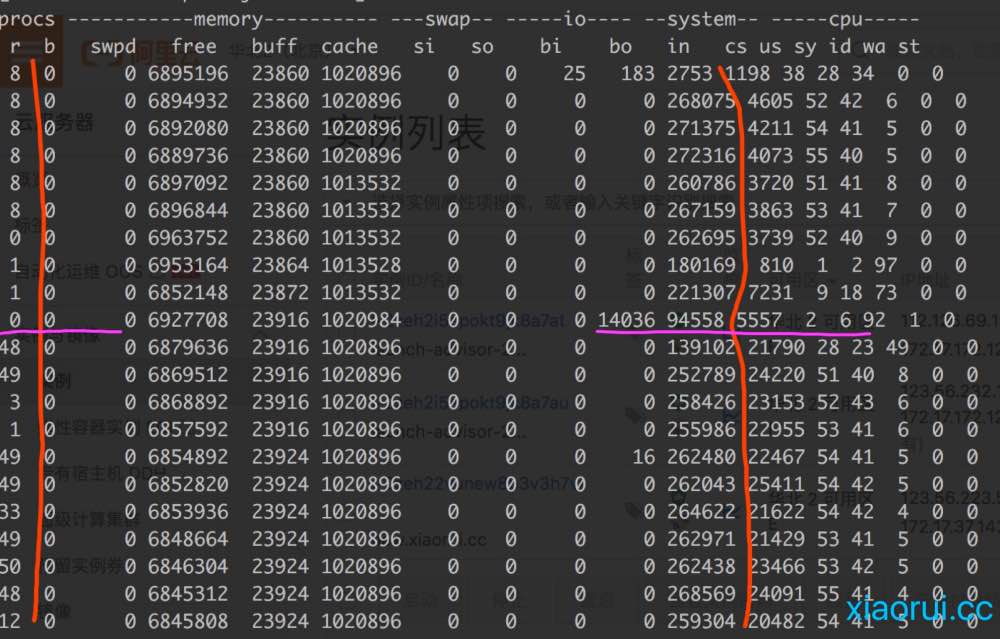 procs -----------memory---------- ---swap-- -----io---- --system-- -----cpu-----
r b swpd free buff cache si so bi bo in cs us sy id wa st
8 0 0 6895196 23860 1020896 0 0 25 183 2753 1198 38 28 34 0 0
8 0 0 6894932 23860 1020896 0 0 0 0 268075 4605 52 42 6 0 0
8 0 0 6892080 23860 1020896 0 0 0 0 271375 4211 54 41 5 0 0
8 0 0 6889736 23860 1020896 0 0 0 0 272316 4073 55 40 5 0 0
8 0 0 6897092 23860 1013532 0 0 0 0 260786 3720 51 41 8 0 0
8 0 0 6896844 23860 1013532 0 0 0 0 267159 3863 53 41 7 0 0
0 0 0 6963752 23860 1013532 0 0 0 0 262695 3739 52 40 9 0 0
1 0 0 6953164 23864 1013528 0 0 0 0 180169 810 1 2 97 0 0
1 0 0 6852148 23872 1013532 0 0 0 0 221307 7231 9 18 73 0 0
0 0 0 6927708 23916 1020984 0 0 0 14036 94558 5557 2 6 92 1 0
48 0 0 6879636 23916 1020896 0 0 0 0 139102 21790 28 23 49 0 0
49 0 0 6869512 23916 1020896 0 0 0 0 252789 24220 51 40 8 0 0
3 0 0 6868892 23916 1020896 0 0 0 0 258426 23153 52 43 6 0 0
1 0 0 6857592 23916 1020896 0 0 0 0 255986 22955 53 41 6 0 0
49 0 0 6854892 23924 1020896 0 0 0 16 262480 22467 54 41 5 0 0
49 0 0 6852820 23924 1020896 0 0 0 0 262043 25411 54 42 5 0 0
33 0 0 6853936 23924 1020896 0 0 0 0 264622 21622 54 42 4 0 0
49 0 0 6848664 23924 1020896 0 0 0 0 262971 21429 53 41 5 0 0
50 0 0 6846304 23924 1020896 0 0 0 0 262438 23466 53 42 5 0 0
48 0 0 6845312 23924 1020896 0 0 0 0 268569 24091 55 41 4 0 0
12 0 0 6845808 23924 1020896 0 0 0 0 259304 20482 54 41 5 0 0
实例列表
xiaorui.cc